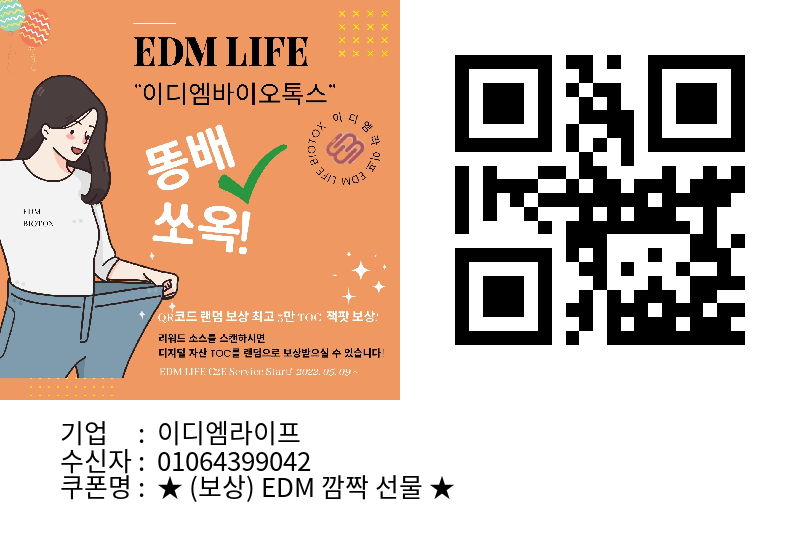 EDM LIFE
"이디엠바이오톡스"
이디엠라이프 EDM LIFE BIOTOX
똥배
쏘옥!
EDM
BIOTOX
QR코드 랜덤 보상 최고 5만 TOC 잭팟 보상!
리워드 소스를 스캔하시면
디지털 자산 TOC를 랜덤으로 보상받으실 수 있습니다!
EDM LIFE C2E Service Start! 2022. 05. 09 ~
기업 : 이디엠라이프
수신자 : 01064399042
쿠폰명 : ★ (보상) EDM 깜짝 선물 ★